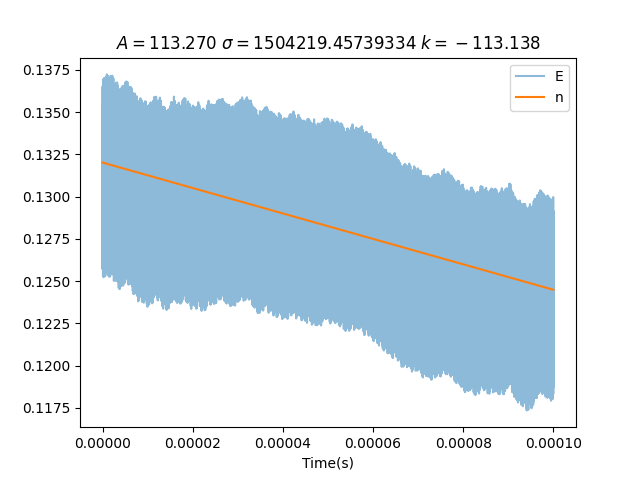 A = 113.270 σ = 1504219.45739334 k = −113.138
E
n
0.1375
0.1350
0.1325
0.1300
0.1275
0.1250
0.1225
0.1200
0.1175
0.00000 0.00002 0.00004 0.00006 0.00008 0.00010
Time(s)